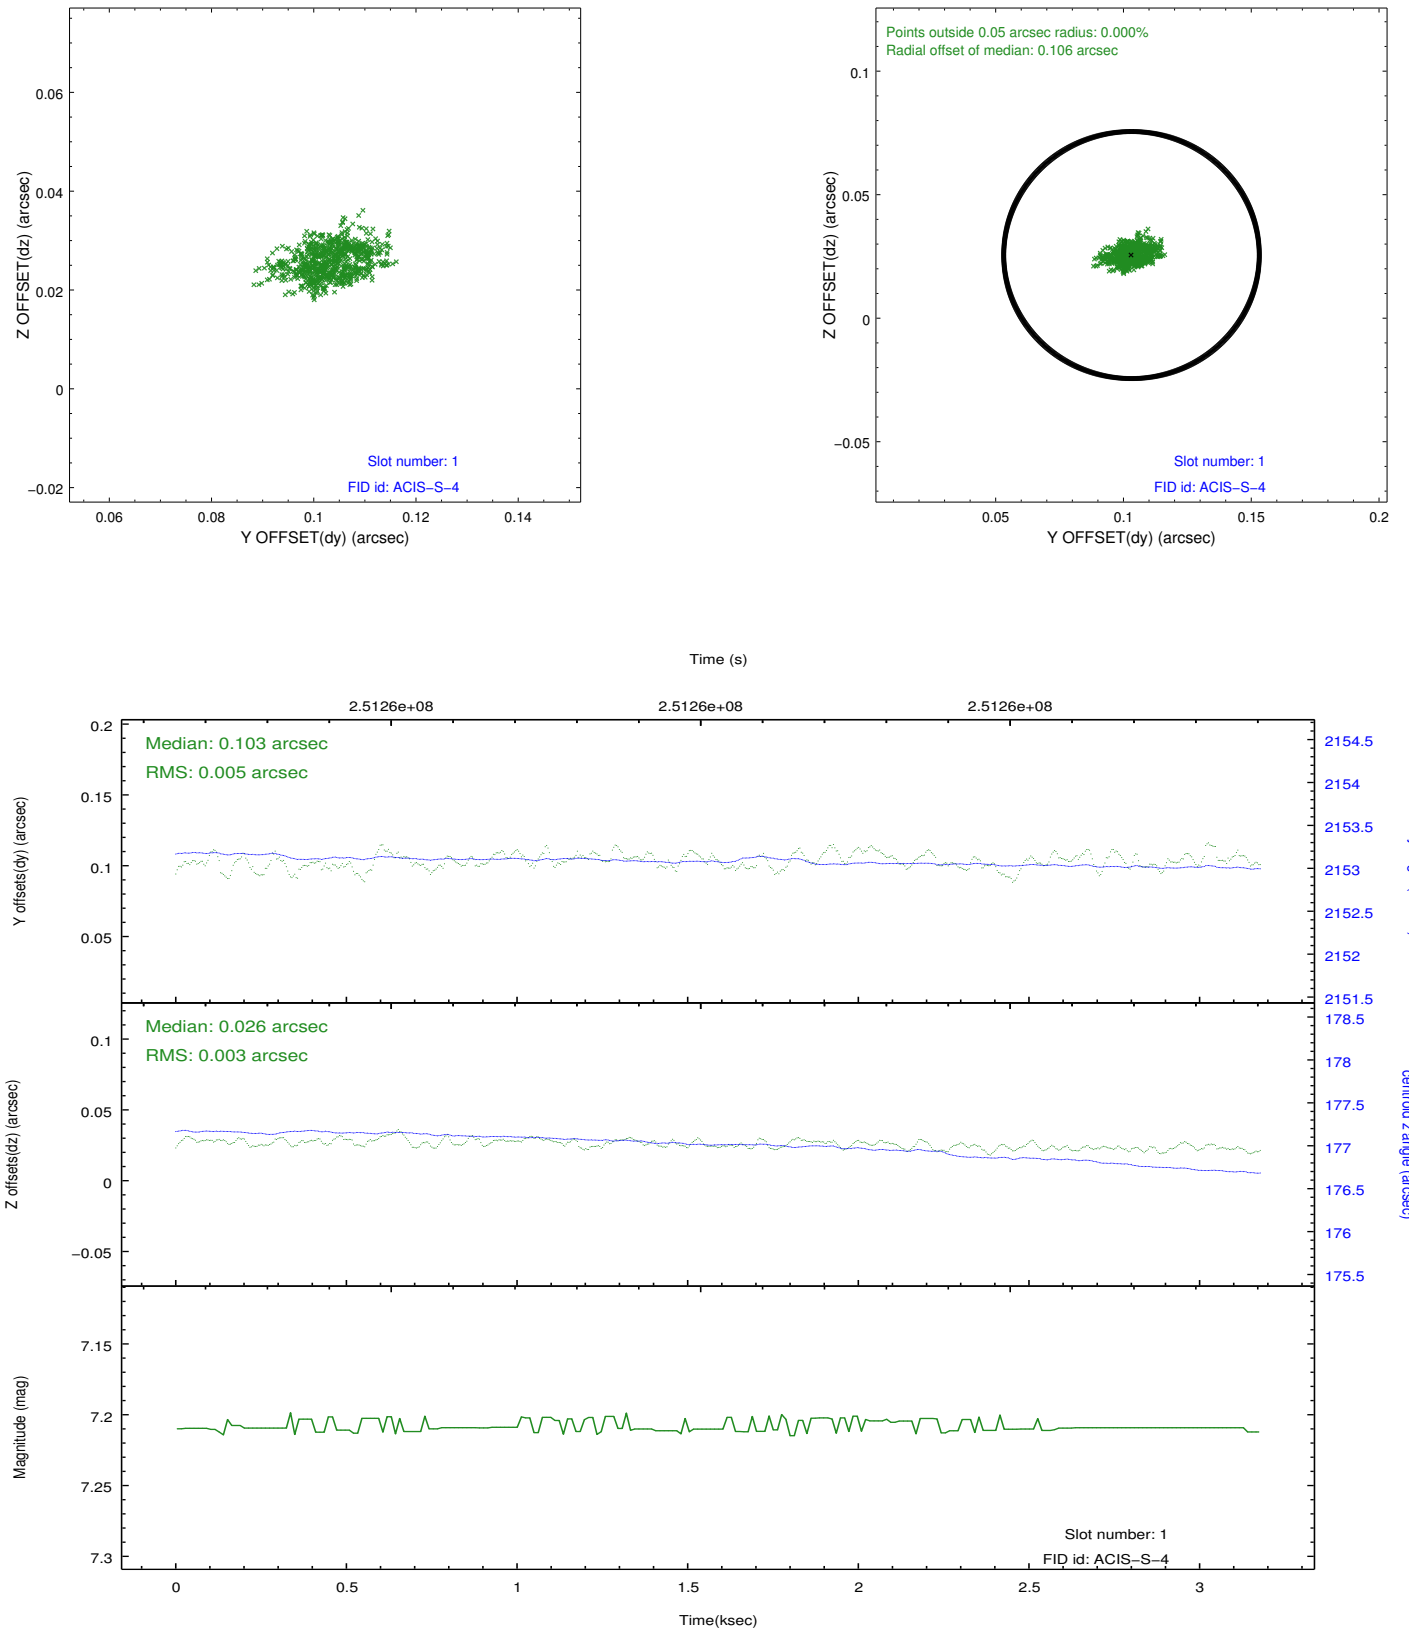 0.06
0.04
0.02
0
−0.02
Z OFFSET(dz) (arcsec)
0.06 0.08 0.1 0.12 0.14
Y OFFSET(dy) (arcsec)
Slot number: 1
FID id: ACIS−S−4
Points outside 0.05 arcsec radius: 0.000%
Radial offset of median: 0.106 arcsec
0.1
0.05
0
−0.05
Z OFFSET(dz) (arcsec)
0.05 0.1 0.15 0.2
Y OFFSET(dy) (arcsec)
Slot number: 1
FID id: ACIS−S−4
Time (s)
2.5126e+08 2.5126e+08 2.5126e+08
Median: 0.103 arcsec
RMS: 0.005 arcsec
0.2
0.15
0.1
0.05
Y offsets(dy) (arcsec)
2154.5
2154
2153.5
2153
2152.5
2152
2151.5
Median: 0.026 arcsec
RMS: 0.003 arcsec
0.1
0.05
0
−0.05
Z offsets(dz) (arcsec)
178.5
178
177.5
177
176.5
176
175.5
centroid z angle (arcsec)
7.15
7.2
7.25
7.3
Magnitude (mag)
Slot number: 1
FID id: ACIS−S−4
0 0.5 1 1.5 2 2.5 3
Time(ksec)